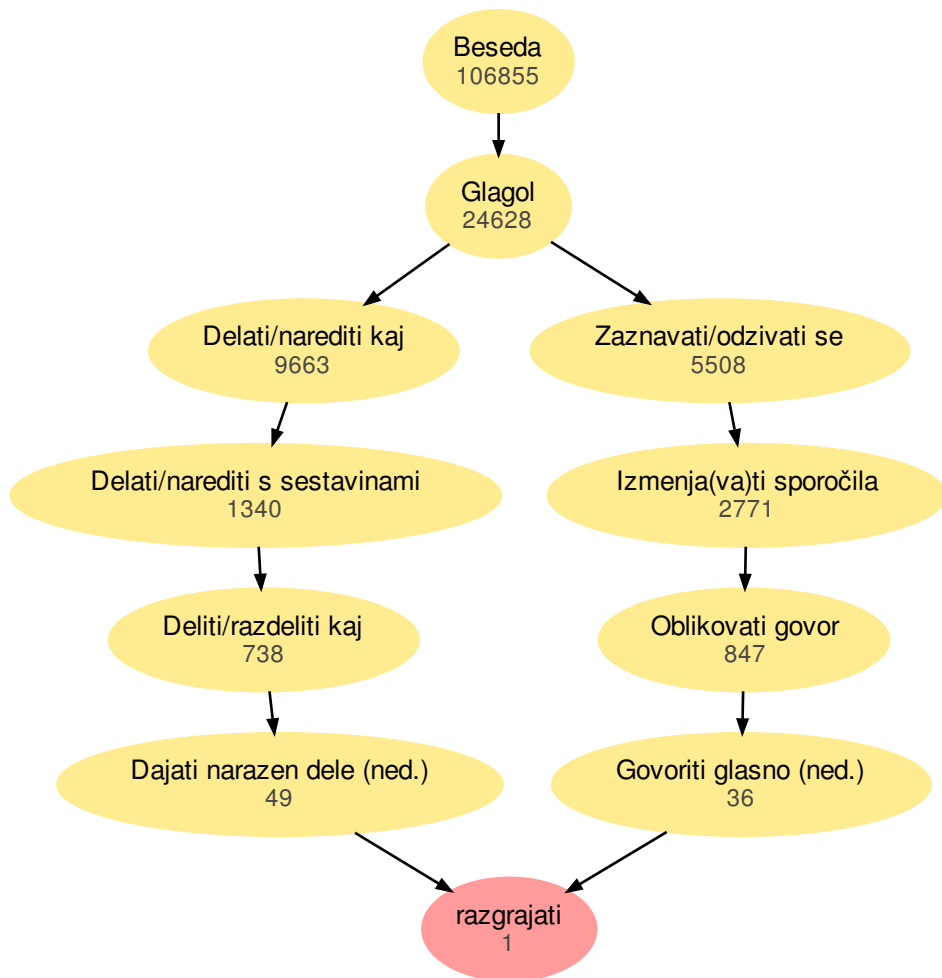 Beseda
106855
Glagol
24628
Delati/narediti kaj
9663
Zaznavati/odzivati se
5508
Delati/narediti s sestavinami
1340
Izmenja(va)ti sporočila
2771
Deliti/razdeliti kaj
738
Oblikovati govor
847
Dajati narazen dele (ned.)
49
Govoriti glasno (ned.)
36
razgrajati
1